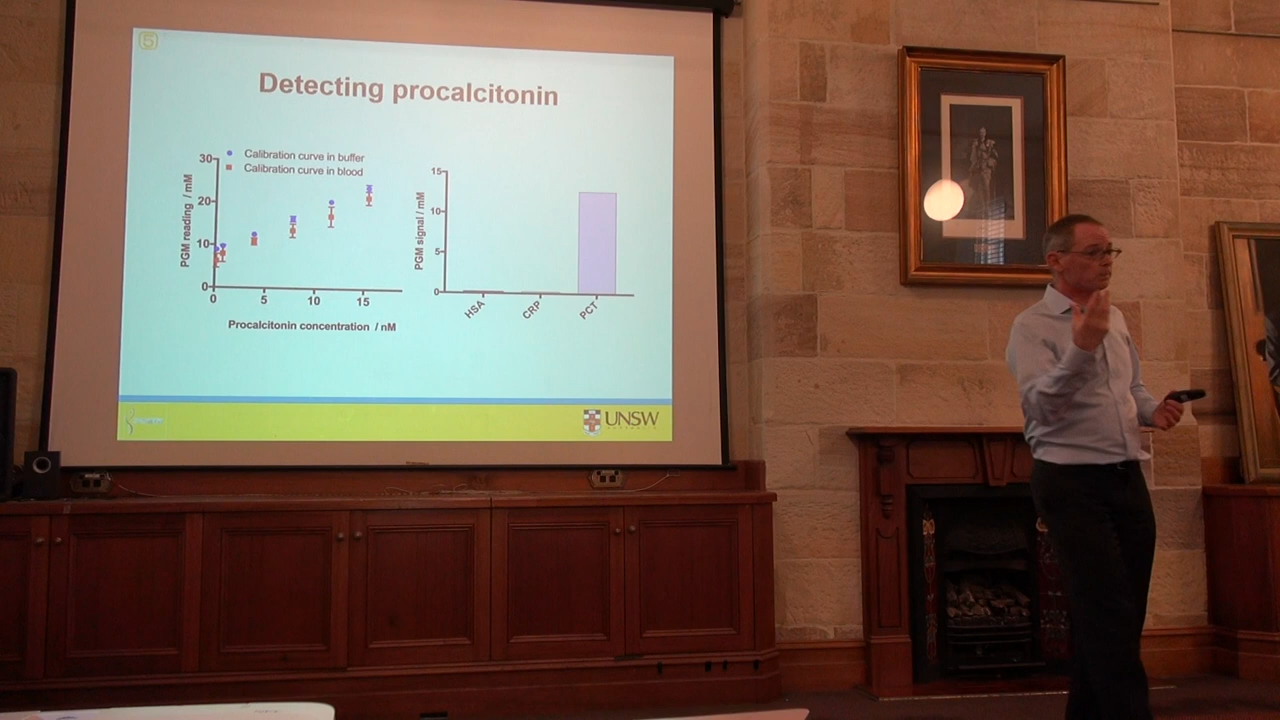 5
Detecting procalcitonin
Calibration curve in buffer
Calibration curve in blood
PGM reading / mM
30
20
10
0
0 5 10 15
Procalcitonin concentration / nM
PGM signal / mM
15
10
5
0
HSA CRP PCT
UNSW
AUSTRALIA